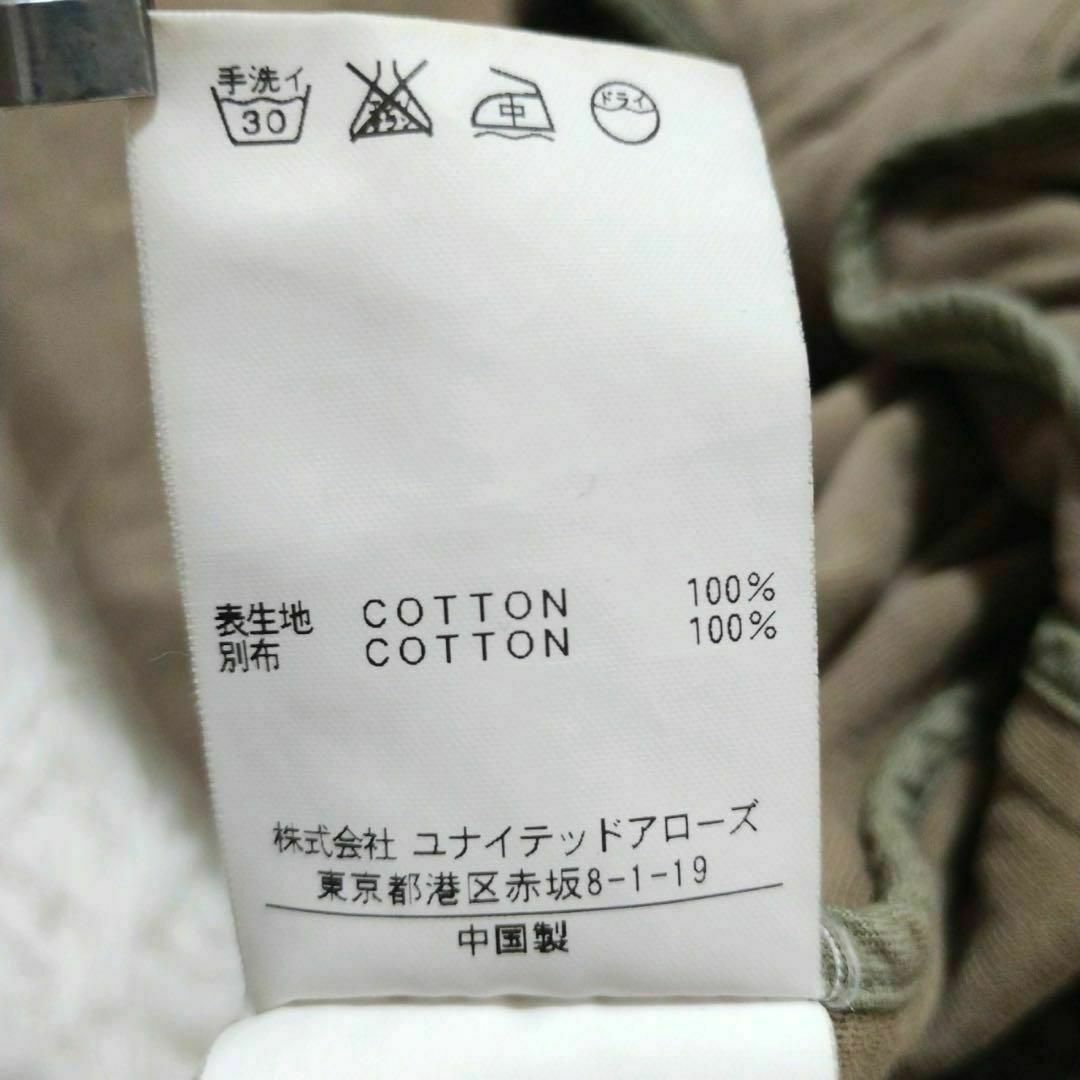 手洗イ
30
中
ドライ
表生地 COTTON 100%
別布 COTTON 100%
株式会社 ユナイテッドアローズ
東京都港区赤坂8-1-19
中国製